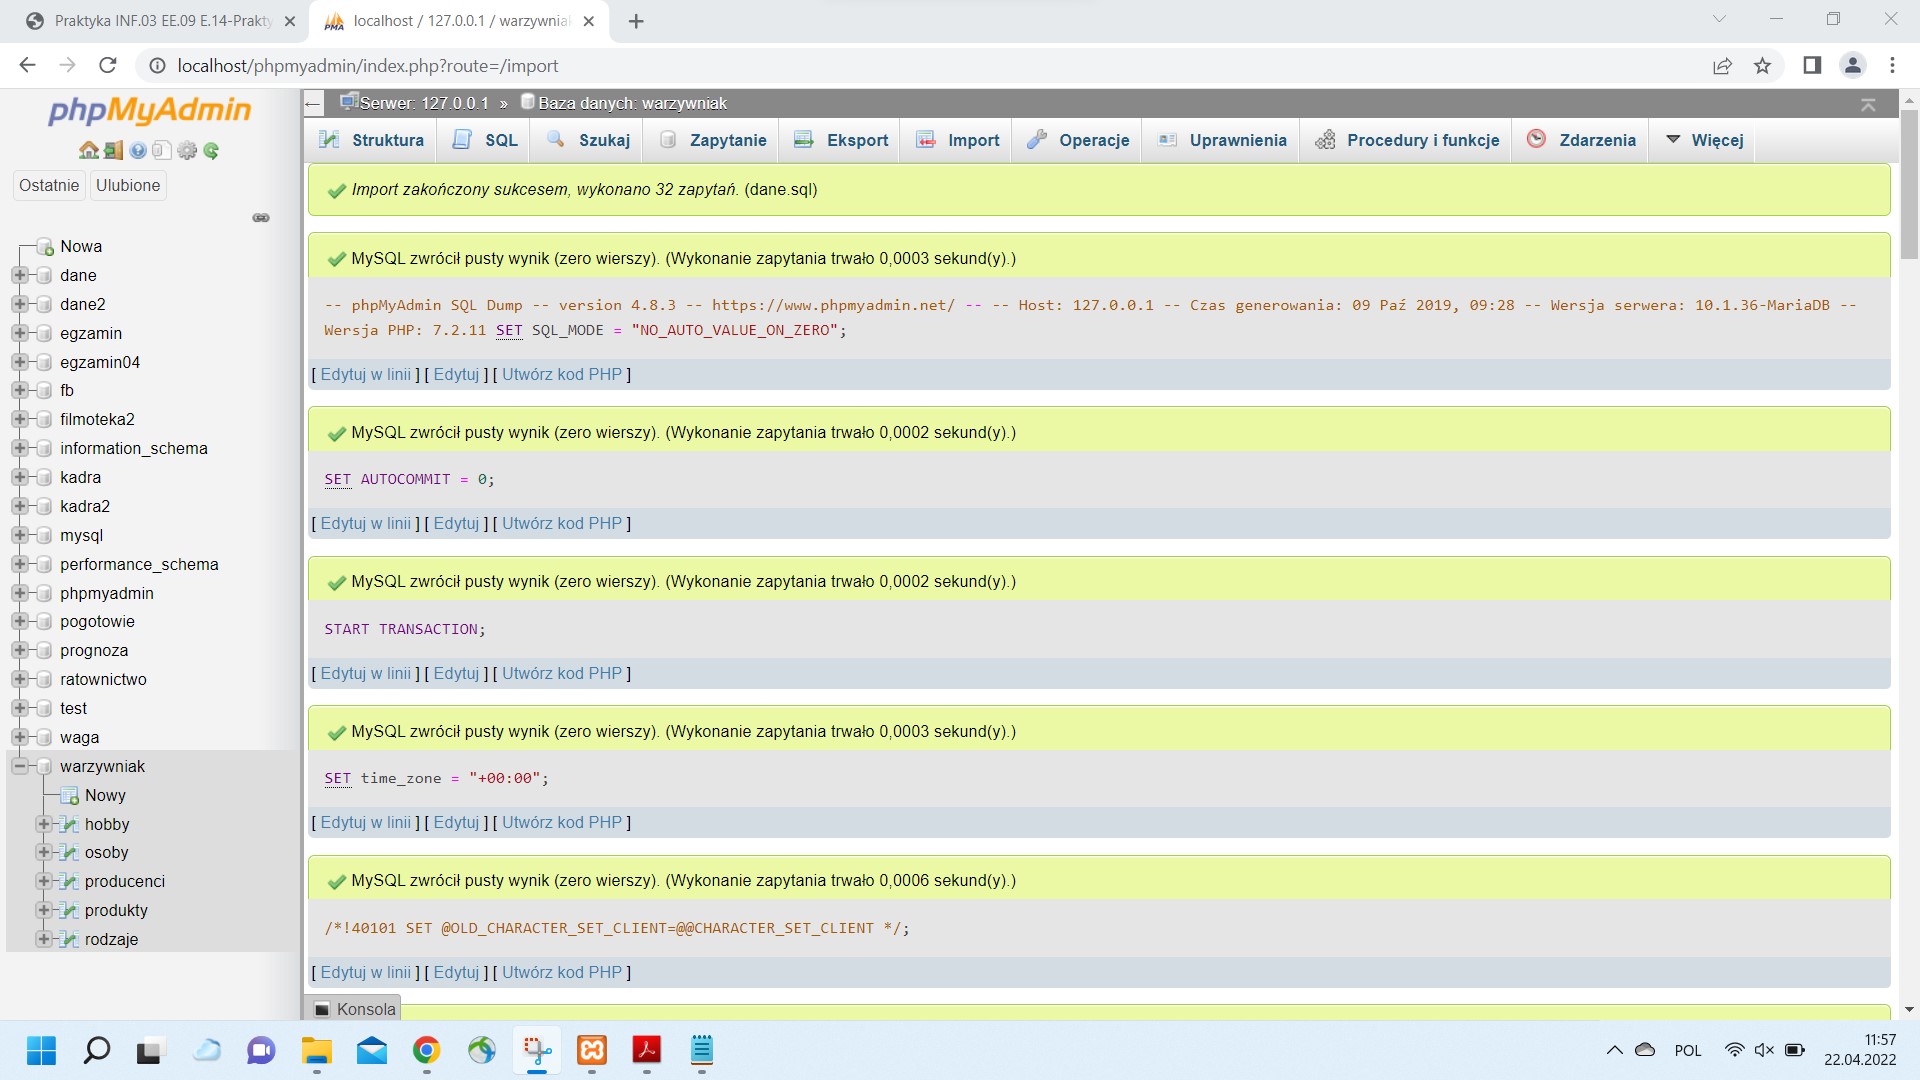 Praktyka INF.03 EE.09 E.14-Prakty
localhost / 127.0.0.1 / warzywnia
localhost/phpmyadmin/index.php?route=/import
phpMyAdmin
Ostatnie Ulubione
Nowa
dane
dane2
egzamin
egzamin04
fb
filmoteka2
information_schema
kadra
kadra2
mysql
performance_schema
phpmyadmin
pogotowie
prognoza
ratownictwo
test
waga
warzywniak
Nowy
hobby
osoby
producenci
produkty
rodzaje
Serwer: 127.0.0.1 » Baza danych: warzywniak
Struktura SQL Szukaj Zapytanie Eksport Import Operacje Uprawnienia Procedury i funkcje Zdarzenia Więcej
Import zakończony sukcesem, wykonano 32 zapytań. (dane.sql)
MySQL zwrócił pusty wynik (zero wierszy). (Wykonanie zapytania trwało 0,0003 sekund(y).)
-- phpMyAdmin SQL Dump -- version 4.8.3 -- https://www.phpmyadmin.net/ -- -- Host: 127.0.0.1 -- Czas generowania: 09 Paź 2019, 09:28 -- Wersja serwera: 10.1.36-MariaDB --
Wersja PHP: 7.2.11 SET SQL_MODE = "NO_AUTO_VALUE_ON_ZERO";
[ Edytuj w linii ] [ Edytuj ] [ Utwórz kod PHP ]
MySQL zwrócił pusty wynik (zero wierszy). (Wykonanie zapytania trwało 0,0002 sekund(y).)
SET AUTOCOMMIT = 0;
[ Edytuj w linii ] [ Edytuj ] [ Utwórz kod PHP ]
MySQL zwrócił pusty wynik (zero wierszy). (Wykonanie zapytania trwało 0,0002 sekund(y).)
START TRANSACTION;
[ Edytuj w linii ] [ Edytuj ] [ Utwórz kod PHP ]
MySQL zwrócił pusty wynik (zero wierszy). (Wykonanie zapytania trwało 0,0003 sekund(y).)
SET time_zone = "+00:00";
[ Edytuj w linii ] [ Edytuj ] [ Utwórz kod PHP ]
MySQL zwrócił pusty wynik (zero wierszy). (Wykonanie zapytania trwało 0,0006 sekund(y).)
/*!40101 SET @OLD_CHARACTER_SET_CLIENT=@@CHARACTER_SET_CLIENT */;
[ Edytuj w linii ] [ Edytuj ] [ Utwórz kod PHP ]
Konsola
POL
11:57
22.04.2022